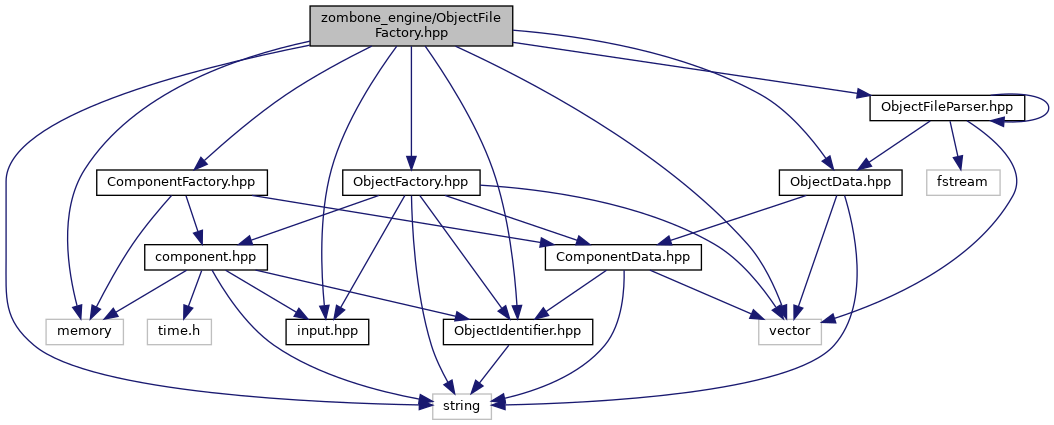 zombone_engine/ObjectFile
Factory.hpp
ObjectFileParser.hpp
ComponentFactory.hpp
ObjectFactory.hpp
ObjectData.hpp
fstream
component.hpp
ComponentData.hpp
memory
time.h
input.hpp
ObjectIdentifier.hpp
vector
string